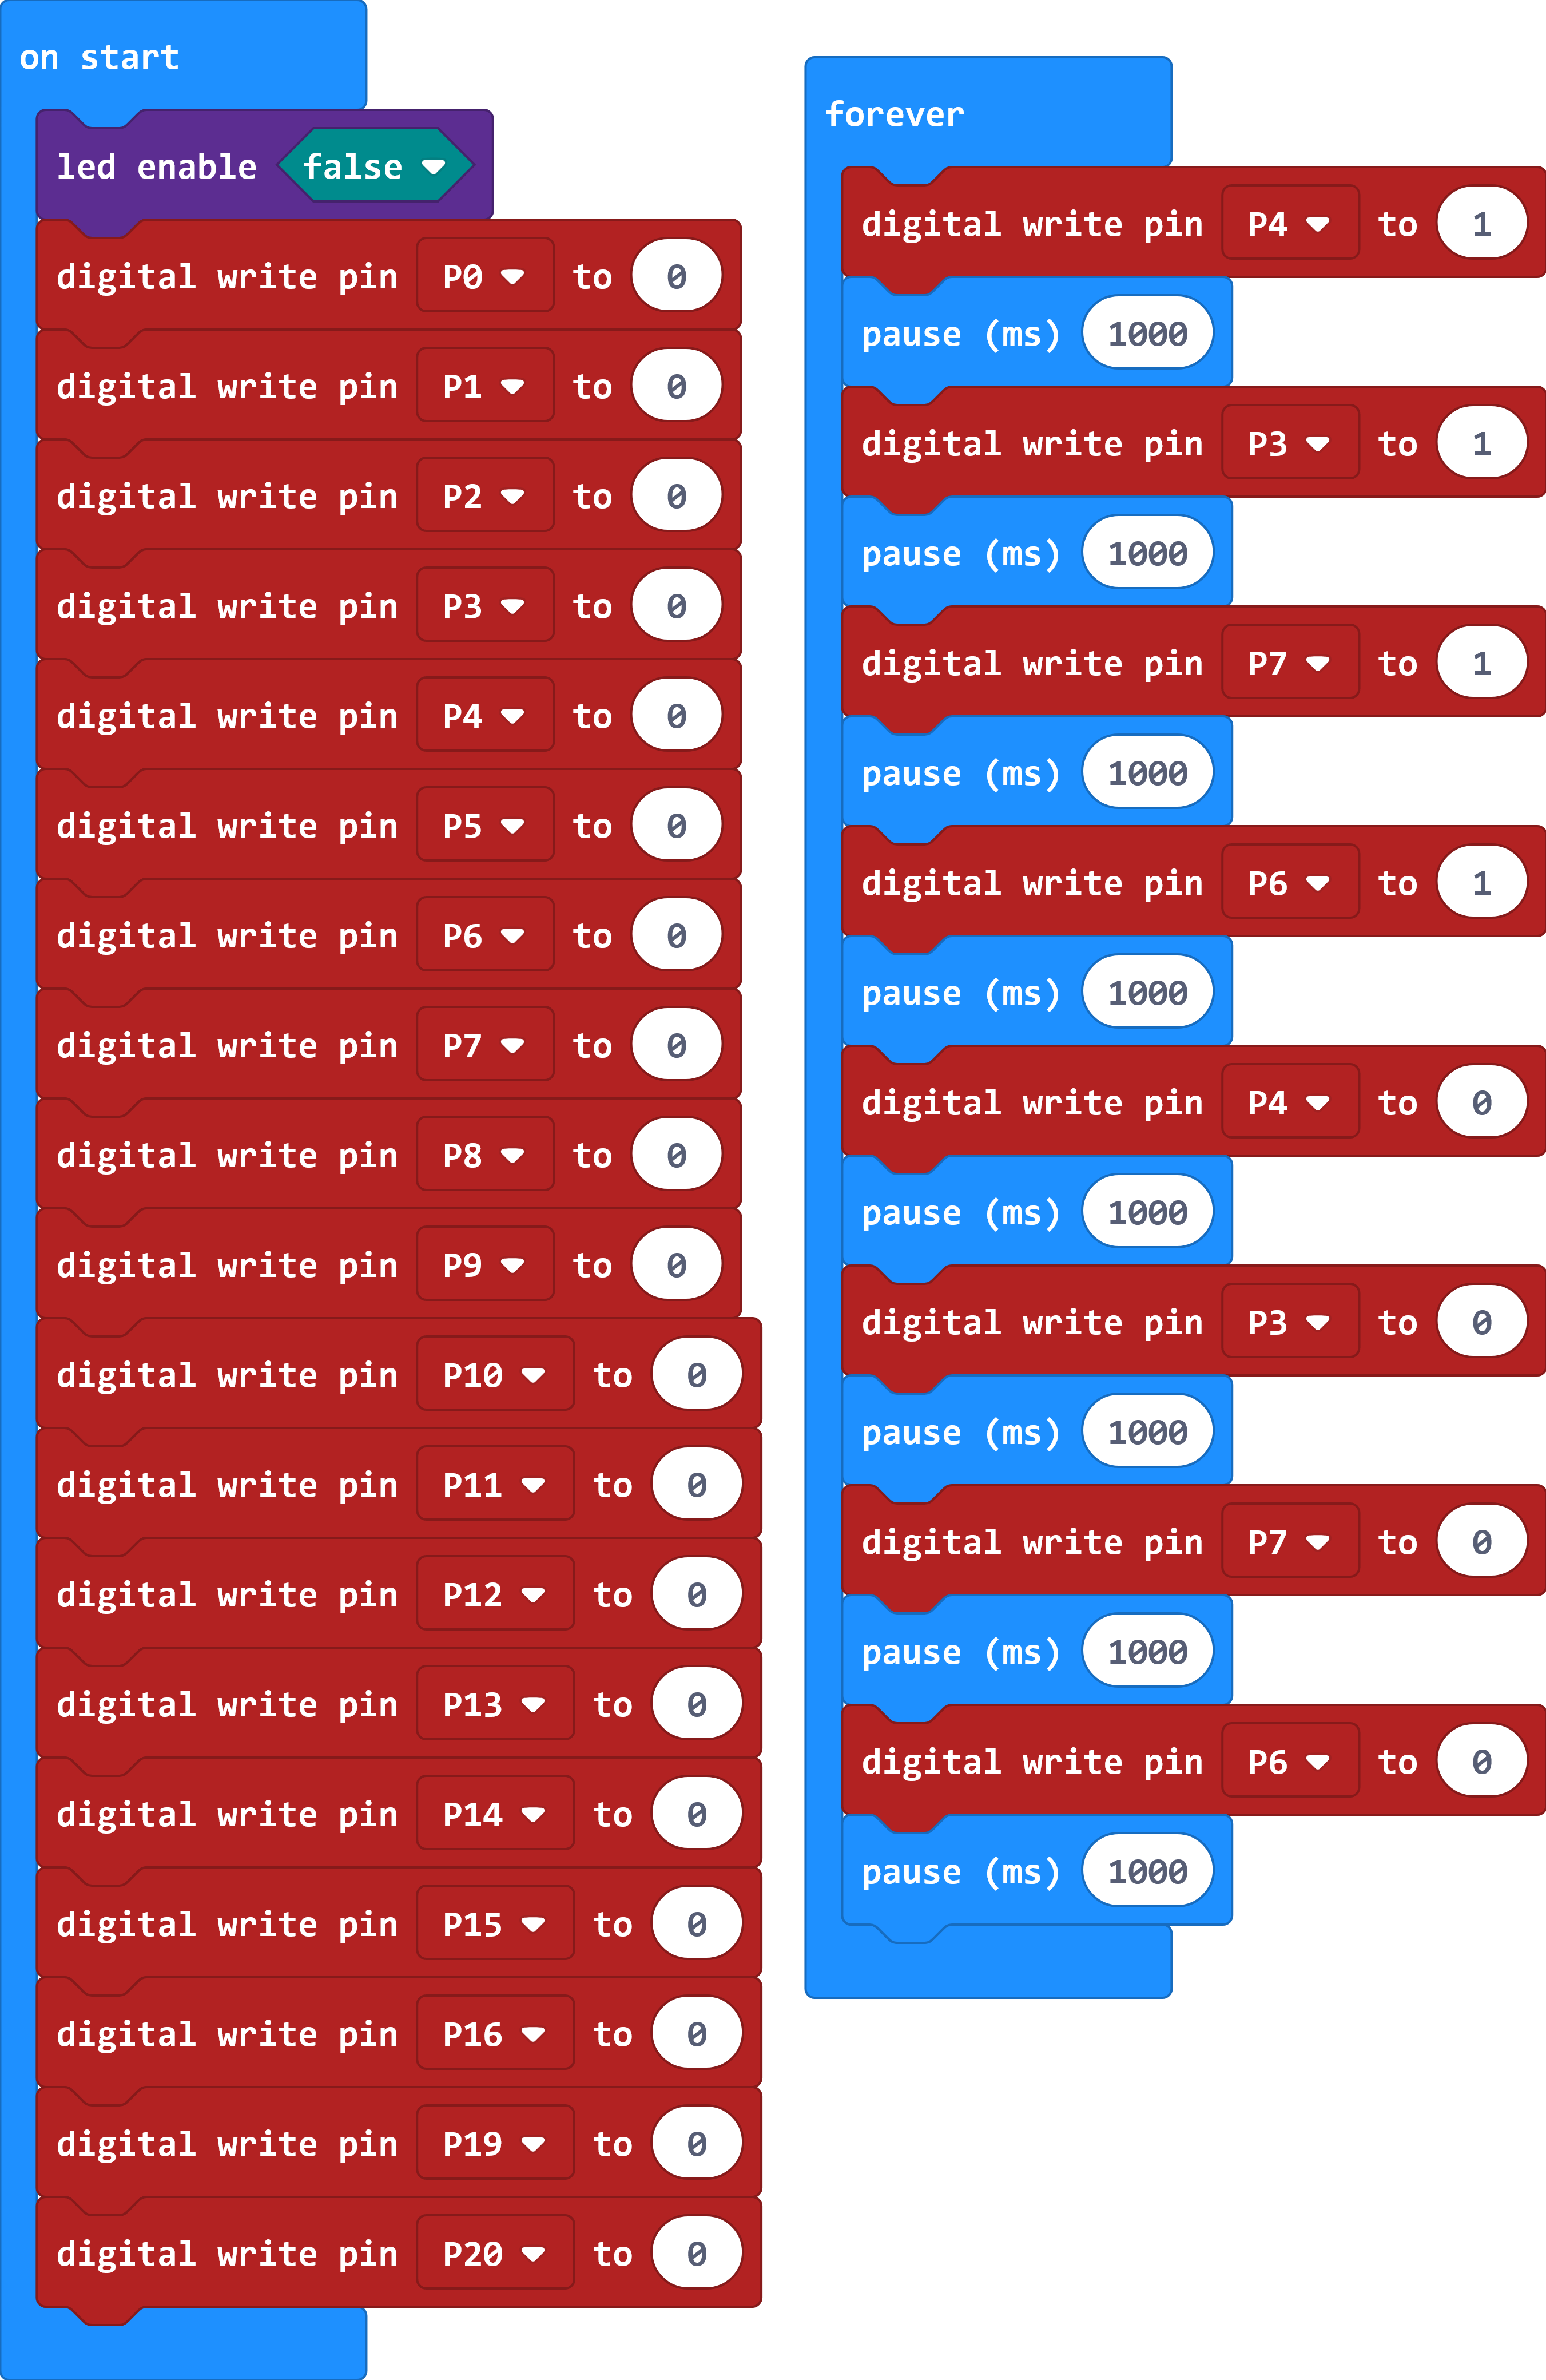 on start
led enable false
digital write pin P0 to 0
digital write pin P1 to 0
digital write pin P2 to 0
digital write pin P3 to 0
digital write pin P4 to 0
digital write pin P5 to 0
digital write pin P6 to 0
digital write pin P7 to 0
digital write pin P8 to 0
digital write pin P9 to 0
digital write pin P10 to 0
digital write pin P11 to 0
digital write pin P12 to 0
digital write pin P13 to 0
digital write pin P14 to 0
digital write pin P15 to 0
digital write pin P16 to 0
digital write pin P19 to 0
digital write pin P20 to 0
forever
digital write pin P4 to 1
pause (ms) 1000
digital write pin P3 to 1
pause (ms) 1000
digital write pin P7 to 1
pause (ms) 1000
digital write pin P6 to 1
pause (ms) 1000
digital write pin P4 to 0
pause (ms) 1000
digital write pin P3 to 0
pause (ms) 1000
digital write pin P7 to 0
pause (ms) 1000
digital write pin P6 to 0
pause (ms) 1000